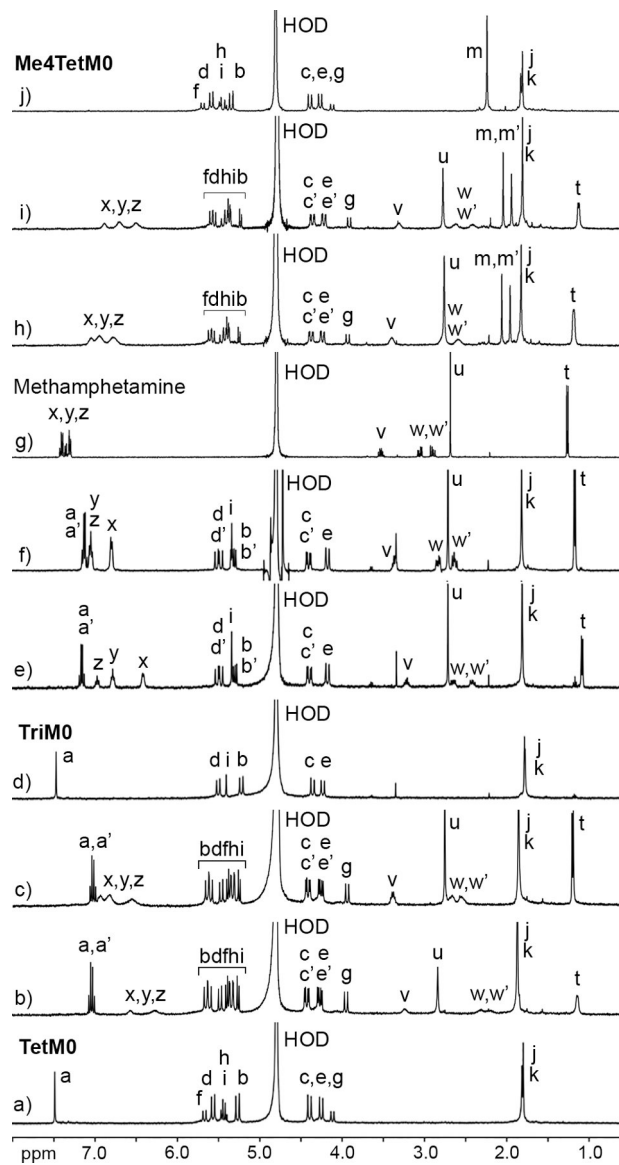 HOD
Me4TetM0
m
j
k
h
d i b
f
c,e,g
j)
HOD
m,m'
j
k
u
c e
c' e'
w
w'
fdhib
x,y,z
g
v
t
i)
HOD
u
m,m'
j
k
w
w'
fdhib
c e
c' e'
x,y,z
g
v
t
h)
Methamphetamine
HOD
u
t
x,y,z
v
w,w'
g)
HOD
u
j
k
t
a
a'
y
z
x
d
d'
i
b
b'
c
c'
e
v
w
w'
f)
HOD
u
j
k
t
a
a'
z
y
x
d
d'
i
b
b'
c
c'
e
v
w,w'
e)
TriM0
HOD
a
d i b
c e
j
k
d)
HOD
u
j
k
t
a,a'
x,y,z
bdfhi
c e
c' e'
g
v
w,w'
c)
HOD
u
j
k
a,a'
x,y,z
bdfhi
c e
c' e'
g
v
w,w'
t
b)
TetM0
HOD
a
h
d i b
f
c,e,g
j
k
a)
ppm 7.0 6.0 5.0 4.0 3.0 2.0 1.0